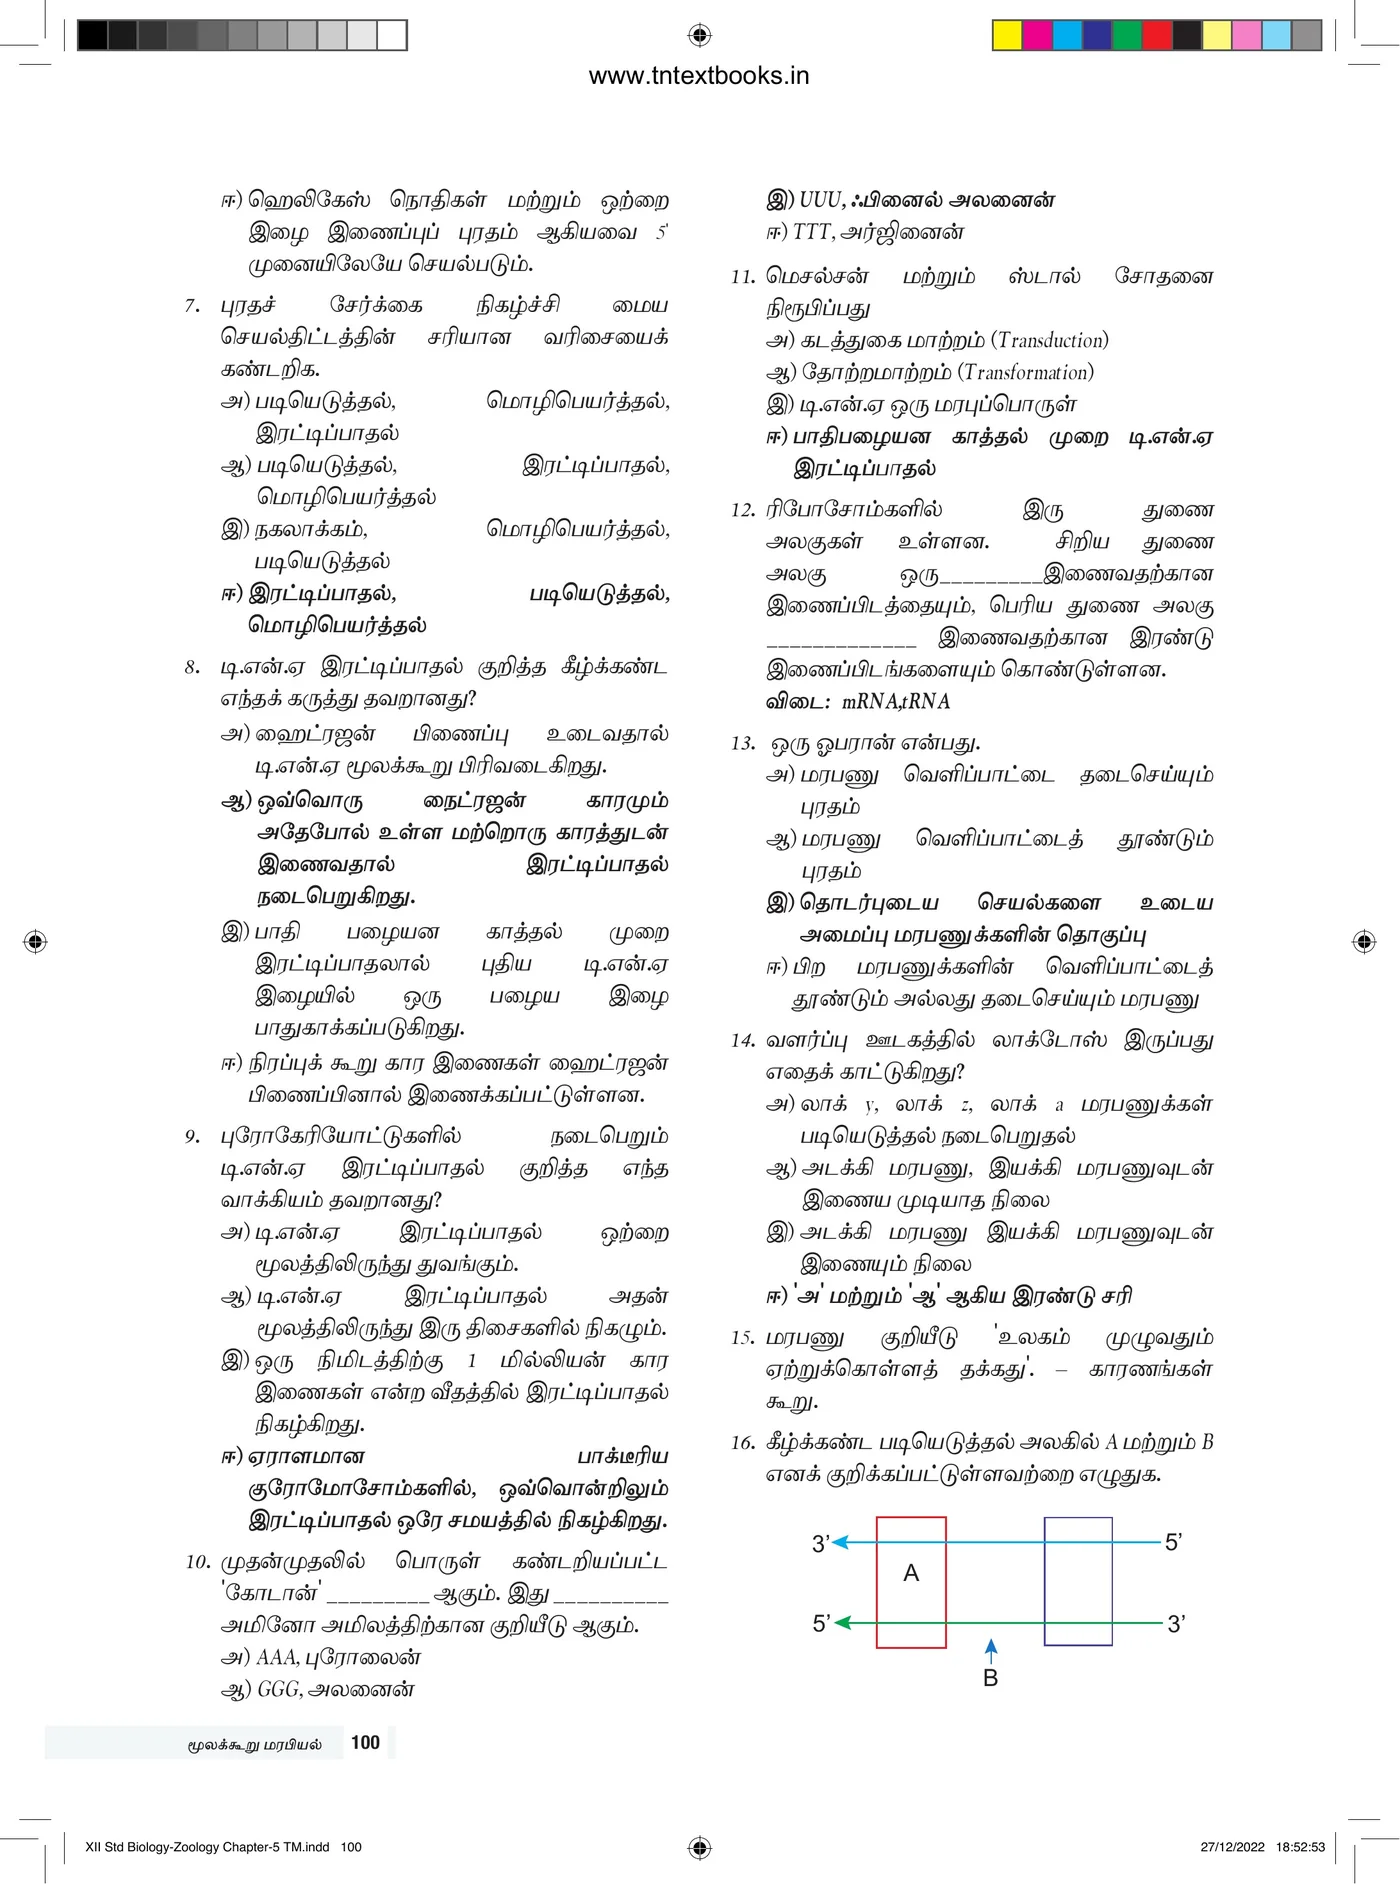 www.tntextbooks.in
ஈ) ஹெலிகேஸ் நொதிகள் மற்றும் ஒற்றை
இழை இணைப்புப் புரதம் ஆகியவை 5'
முனையிலேயே செயல்படும்.
7. புரதச் சேர்க்கை நிகழ்ச்சி மைய
செயல்திட்டத்தின் சரியான வரிசையைக்
கண்டறிக.
அ) படியெடுத்தல், மொழிபெயர்த்தல்,
இரட்டிப்பாதல்
ஆ) படியெடுத்தல், இரட்டிப்பாதல்,
மொழிபெயர்த்தல்
இ) நகலாக்கம், மொழிபெயர்த்தல்,
படியெடுத்தல்
ஈ) இரட்டிப்பாதல், படியெடுத்தல்,
மொழிபெயர்த்தல்
8. டி.என்.ஏ இரட்டிப்பாதல் குறித்த கீழ்க்கண்ட
எந்தக் கருத்து தவறானது?
அ) ஹைட்ரஜன் பிணைப்பு உடைவதால்
டி.என்.ஏ மூலக்கூறு பிரிவடைகிறது.
ஆ) ஒவ்வொரு நைட்ரஜன் காரமும்
அதேபோல் உள்ள மற்றொரு காரத்துடன்
இணைவதால் இரட்டிப்பாதல்
நடைபெறுகிறது.
இ) பாதி பழையன காத்தல் முறை
இரட்டிப்பாதலால் புதிய டி.என்.ஏ
இழையில் ஒரு பழைய இழை
பாதுகாக்கப்படுகிறது.
ஈ) நிரப்புக் கூறு கார இணைகள் ஹைட்ரஜன்
பிணைப்பினால் இணைக்கப்பட்டுள்ளன.
9. புரோகேரியோட்டுகளில் நடைபெறும்
டி.என்.ஏ இரட்டிப்பாதல் குறித்த எந்த
வாக்கியம் தவறானது?
அ) டி.என்.ஏ இரட்டிப்பாதல் ஒற்றை
மூலத்திலிருந்து துவங்கும்.
ஆ) டி.என்.ஏ இரட்டிப்பாதல் அதன்
மூலத்திலிருந்து இரு திசைகளில் நிகழும்.
இ) ஒரு நிமிடத்திற்கு 1 மில்லியன் கார
இணைகள் என்ற வீதத்தில் இரட்டிப்பாதல்
நிகழ்கிறது.
ஈ) ஏராளமான பாக்டீரிய
குரோமோசோம்களில், ஒவ்வொன்றிலும்
இரட்டிப்பாதல் ஒரே சமயத்தில் நிகழ்கிறது.
10. முதன்முதலில் பொருள் கண்டறியப்பட்ட
'கோடான்' _________ ஆகும். இது __________
அமினோ அமிலத்திற்கான குறியீடு ஆகும்.
அ) AAA, புரோலைன்
ஆ) GGG, அலனைன்
இ) UUU, ஃபினைல் அலனைன்
ஈ) TTT, அர்ஜினைன்
11. மெசல்சன் மற்றும் ஸ்டால் சோதனை
நிரூபிப்பது
அ) கடத்துகை மாற்றம் (Transduction)
ஆ) தோற்றமாற்றம் (Transformation)
இ) டி.என்.ஏ ஒரு மரபுப்பொருள்
ஈ) பாதிபழையன காத்தல் முறை டி.என்.ஏ
இரட்டிப்பாதல்
12. ரிபோசோம்களில் இரு துணை
அலகுகள் உள்ளன. சிறிய துணை
அலகு ஒரு_________இணைவதற்கான
இணைப்பிடத்தையும், பெரிய துணை அலகு
_____________ இணைவதற்கான இரண்டு
இணைப்பிடங்களையும் கொண்டுள்ளன.
விடை: mRNA,tRNA
13. ஒரு ஓபரான் என்பது.
அ) மரபணு வெளிப்பாட்டை தடைசெய்யும்
புரதம்
ஆ) மரபணு வெளிப்பாட்டைத் தூண்டும்
புரதம்
இ) தொடர்புடைய செயல்களை உடைய
அமைப்பு மரபணுக்களின் தொகுப்பு
ஈ) பிற மரபணுக்களின் வெளிப்பாட்டைத்
தூண்டும் அல்லது தடைசெய்யும் மரபணு
14. வளர்ப்பு ஊடகத்தில் லாக்டோஸ் இருப்பது
எதைக் காட்டுகிறது?
அ) லாக் y, லாக் z, லாக் a மரபணுக்கள்
படியெடுத்தல் நடைபெறுதல்
ஆ) அடக்கி மரபணு, இயக்கி மரபணுவுடன்
இணைய முடியாத நிலை
இ) அடக்கி மரபணு இயக்கி மரபணுவுடன்
இணையும் நிலை
ஈ) 'அ' மற்றும் 'ஆ' ஆகிய இரண்டு சரி
15. மரபணு குறியீடு 'உலகம் முழுவதும்
ஏற்றுக்கொள்ளத் தக்கது'. – காரணங்கள்
கூறு.
16. கீழ்க்கண்ட படியெடுத்தல் அலகில் A மற்றும் B
எனக் குறிக்கப்பட்டுள்ளவற்றை எழுதுக.
3’ 5’
A
5’ 3’
B
மூலக்கூறு மரபியல் 100
XII Std Biology-Zoology Chapter-5 TM.indd 100 27/12/2022 18:52:53